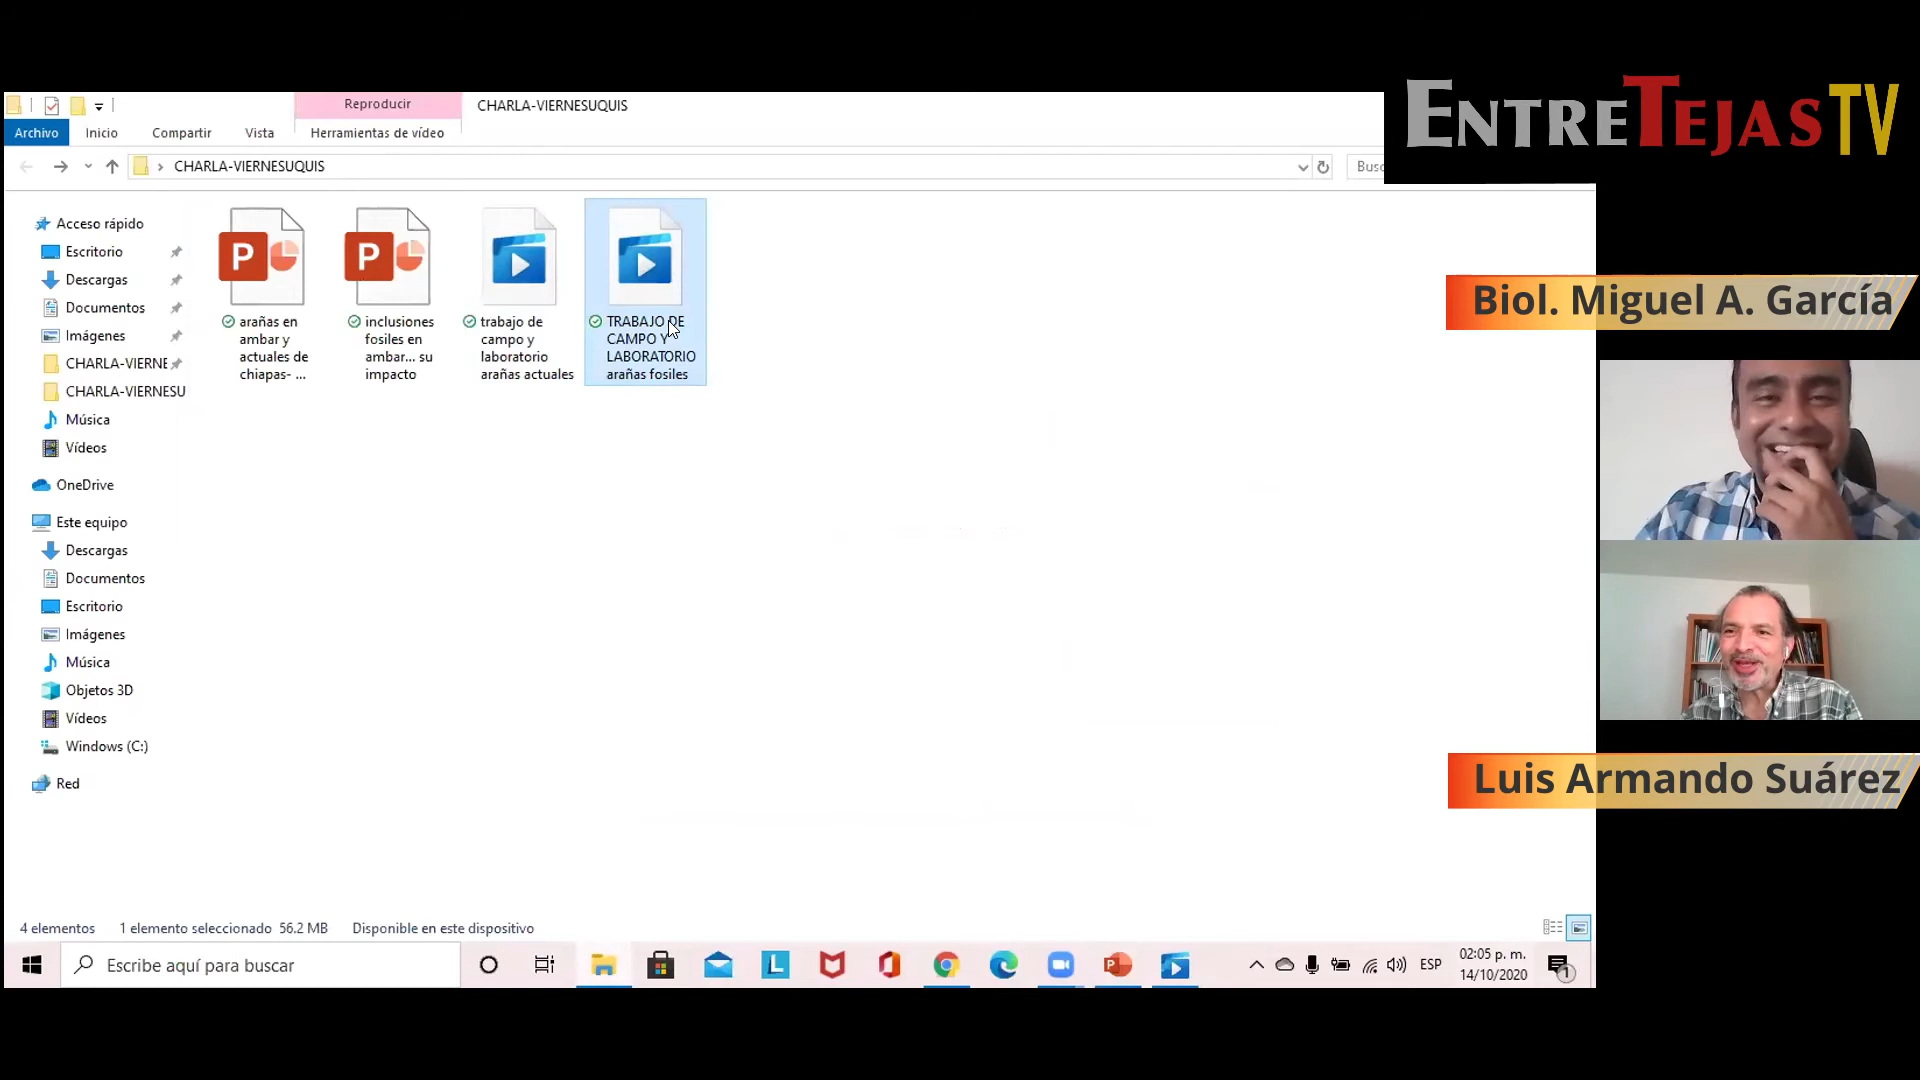 Reproducir
CHARLA-VIERNESUQUIS
ENTRETEJASTV
Archivo
Inicio
Compartir
Vista
Herramientas de vídeo
CHARLA-VIERNESUQUIS
Busc
Acceso rápido
Escritorio
Descargas
Documentos
Imágenes
CHARLA-VIERNE
CHARLA-VIERNESU
Música
Vídeos
OneDrive
Este equipo
Descargas
Documentos
Escritorio
Imágenes
Música
Objetos 3D
Vídeos
Windows (C:)
Red
arañas en
ambar y
actuales de
chiapas- ...
inclusiones
fosiles en
ambar... su
impacto
trabajo de
campo y
laboratorio
arañas actuales
TRABAJO DE
CAMPO Y
LABORATORIO
arañas fosiles
Biol. Miguel A. García
Luis Armando Suárez
4 elementos
1 elemento seleccionado 56.2 MB
Disponible en este dispositivo
Escribe aquí para buscar
ESP
02:05 p. m.
14/10/2020
1